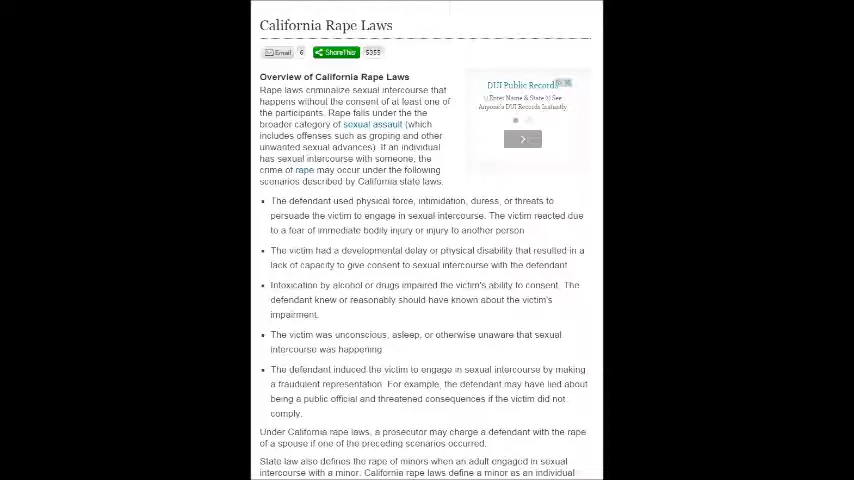 California Rape Laws
Email 6 ShareThis 5355
Overview of California Rape Laws
Rape laws criminalize sexual intercourse that
happens without the consent of at least one of
the participants. Rape falls under the the
broader category of sexual assault (which
includes offenses such as groping and other
unwanted sexual advances). If an individual
has sexual intercourse with someone, the
crime of rape may occur under the following
scenarios described by California state laws:
DUI Public Records
1) Enter Name & State 2) See
Anyone's DUI Records Instantly
The defendant used physical force, intimidation, duress, or threats to
persuade the victim to engage in sexual intercourse. The victim reacted due
to a fear of immediate bodily injury or injury to another person
The victim had a developmental delay or physical disability that resulted in a
lack of capacity to give consent to sexual intercourse with the defendant
Intoxication by alcohol or drugs impaired the victim's ability to consent. The
defendant knew or reasonably should have known about the victim's
impairment.
The victim was unconscious, asleep, or otherwise unaware that sexual
intercourse was happening
The defendant induced the victim to engage in sexual intercourse by making
a fraudulent representation. For example, the defendant may have lied about
being a public official and threatened consequences if the victim did not
comply.
Under California rape laws, a prosecutor may charge a defendant with the rape
of a spouse if one of the preceding scenarios occurred.
State law also defines the rape of minors when an adult engaged in sexual
intercourse with a minor. California rape laws define a minor as an individual